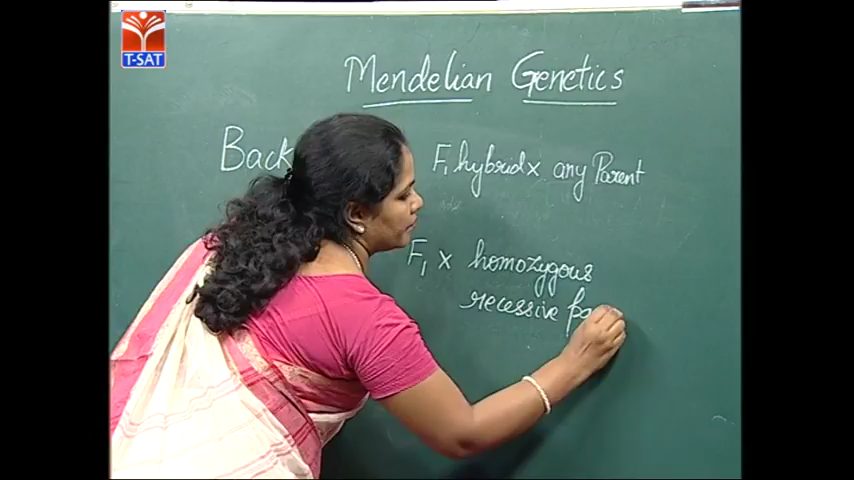 T-SAT
Mendelian Genetics
Back F₁ hybrid x any Parent
F₁ x homozygous
recessive pa